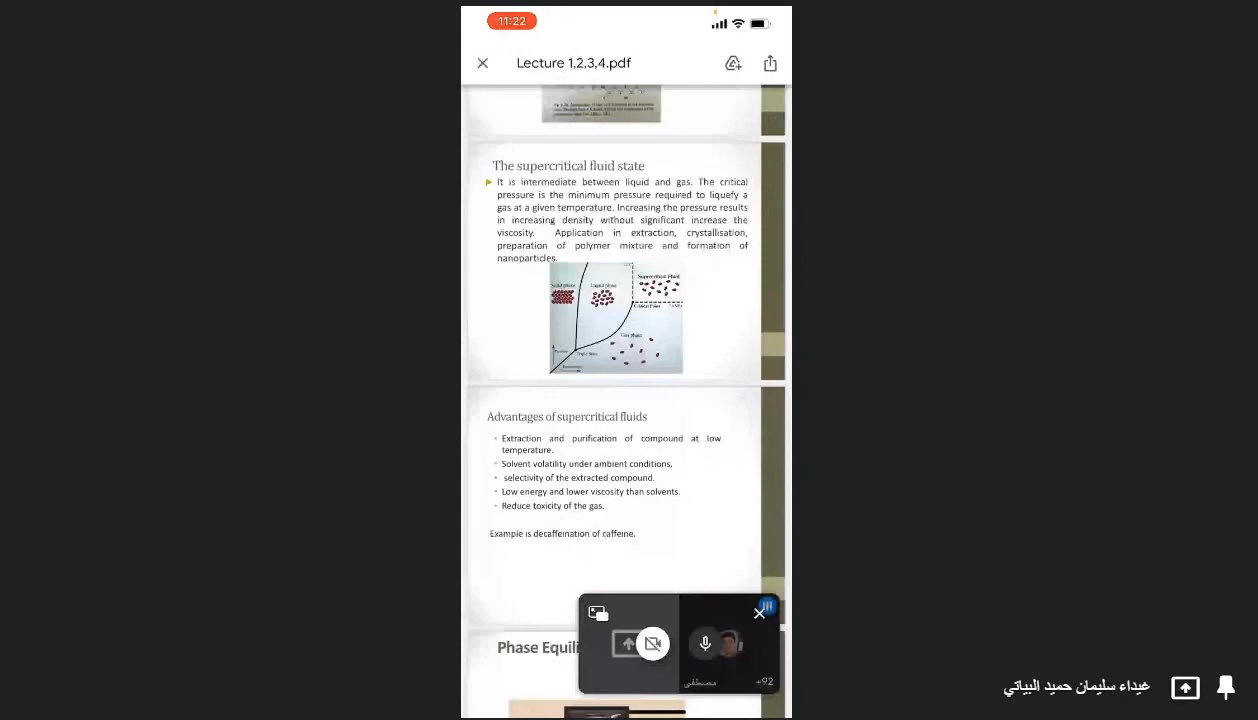 11:22
Lecture 1,2,3,4.pdf
The supercritical fluid state
It is intermediate between liquid and gas. The critical
pressure is the minimum pressure required to liquefy a
gas at a given temperature. Increasing the pressure results
in increasing density without significant increase the
viscosity. Application in extraction, crystallisation,
preparation of polymer mixture and formation of
nanoparticles.
Solid phase
Liquid phase
Supercritical Fluid
Critical Point
Gas phase
Advantages of supercritical fluids
Extraction and purification of compound at low
temperature.
Solvent volatility under ambient conditions,
selectivity of the extracted compound.
Low energy and lower viscosity than solvents.
Reduce toxicity of the gas.
Example is decaffeination of caffeine.
Phase Equili
مصطفى
+92
غيداء سليمان حميد البياتي